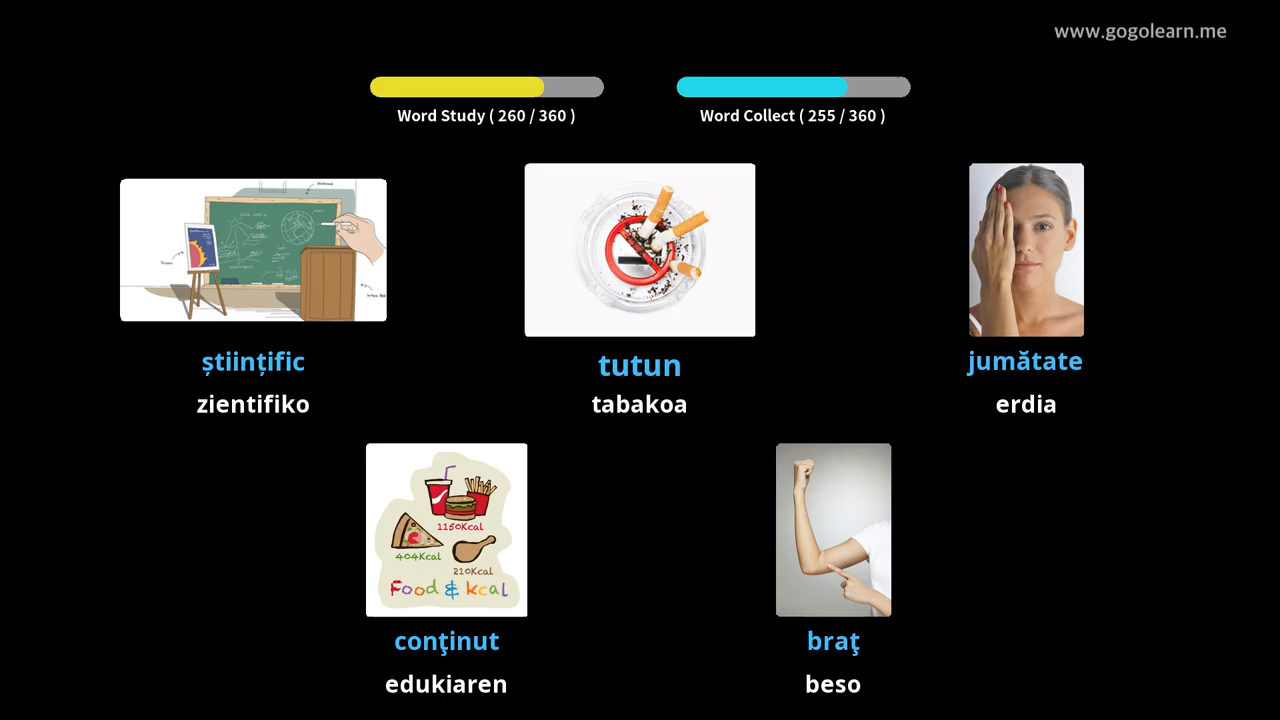 www.gogolearn.me
Word Study ( 260 / 360 )
Word Collect ( 255 / 360 )
științific
zientifiko
tutun
tabakoa
jumătate
erdia
1150Kcal
404Kcal
210Kcal
Food & kcal
conţinut
edukiaren
braţ
beso